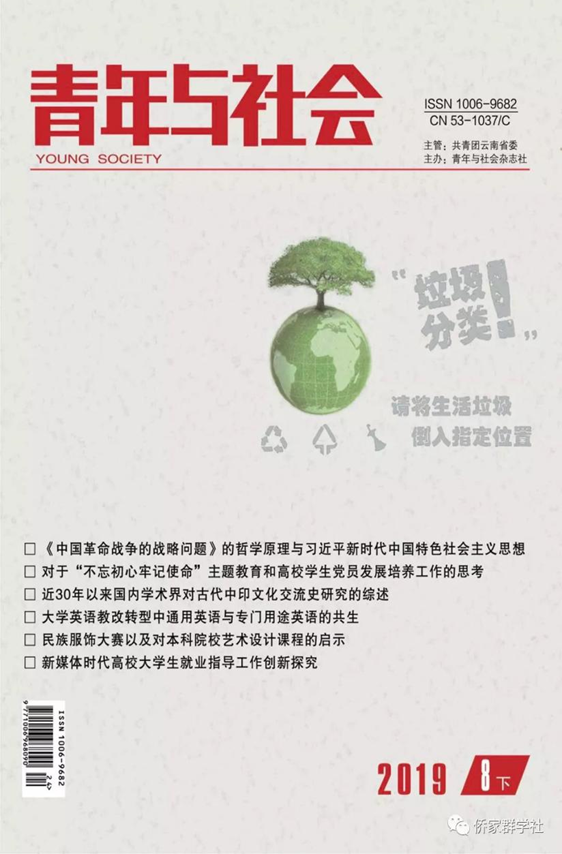 青年与社会
YOUNG SOCIETY
ISSN 1006-9682
CN 53-1037/C
主管：共青团云南省委
主办：青年与社会杂志社
“垃圾
分类！”
请将生活垃圾
倒入指定位置
□《中国革命战争的战略问题》的哲学原理与习近平新时代中国特色社会主义思想
□ 对于“不忘初心牢记使命”主题教育和高校学生党员发展培养工作的思考
□ 近30年以来国内学术界对古代中印文化交流史研究的综述
□ 大学英语教改转型中通用英语与专门用途英语的共生
□ 民族服饰大赛以及对本科院校艺术设计课程的启示
□ 新媒体时代高校大学生就业指导工作创新探究
ISSN 1006-9682
9771006968090
24>
2019 8下
侨家群学社